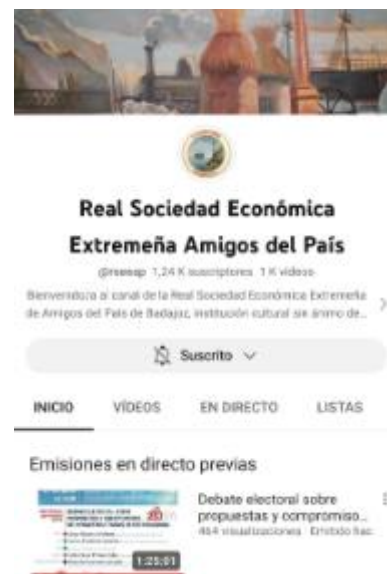 Real Sociedad Económica
Extremeña Amigos del País
@rseeap 1,24 K suscriptores 1 K vídeos
Bienvenido/a al canal de la Real Sociedad Económica Extremeña
de Amigos del País de Badajoz, institución cultural sin ánimo de...
Suscrito
INICIO VÍDEOS EN DIRECTO LISTAS
Emisiones en directo previas
Debate electoral sobre
propuestas y compromiso...
464 visualizaciones Emitido hac
1:25:01